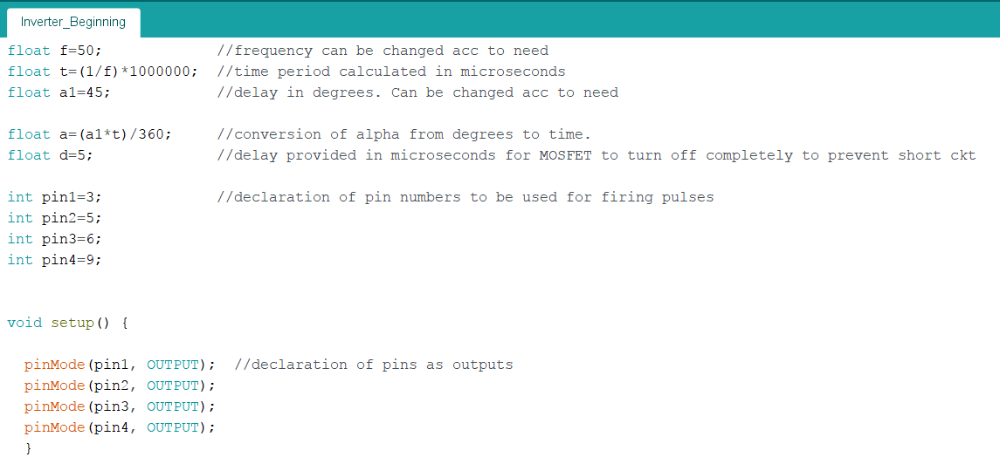 Inverter_Beginning
float f=50; //frequency can be changed acc to need
float t=(1/f)*1000000; //time period calculated in microseconds
float a1=45; //delay in degrees. Can be changed acc to need
float a=(a1*t)/360; //conversion of alpha from degrees to time.
float d=5; //delay provided in microseconds for MOSFET to turn off completely to prevent short ckt
int pin1=3; //declaration of pin numbers to be used for firing pulses
int pin2=5;
int pin3=6;
int pin4=9;
void setup() {
pinMode(pin1, OUTPUT); //declaration of pins as outputs
pinMode(pin2, OUTPUT);
pinMode(pin3, OUTPUT);
pinMode(pin4, OUTPUT);
}